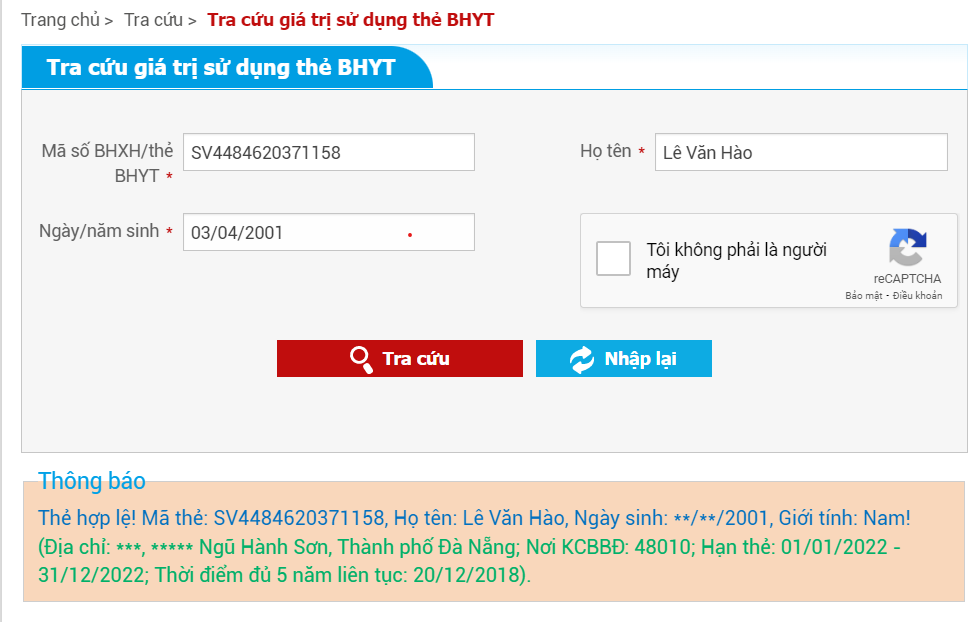 Trang chủ > Tra cứu > Tra cứu giá trị sử dụng thẻ BHYT
Tra cứu giá trị sử dụng thẻ BHYT
Mã số BHXH/thẻ
BHYT *
SV4484620371158
Họ tên *
Lê Văn Hào
Ngày/năm sinh *
03/04/2001
Tôi không phải là người
máy
reCAPTCHA
Bảo mật - Điều khoản
Tra cứu
Nhập lại
Thông báo
Thẻ hợp lệ! Mã thẻ: SV4484620371158, Họ tên: Lê Văn Hào, Ngày sinh: **/**/2001, Giới tính: Nam!
(Địa chỉ: ***, ***** Ngũ Hành Sơn, Thành phố Đà Nẵng; Nơi KCBBĐ: 48010; Hạn thẻ: 01/01/2022 -
31/12/2022; Thời điểm đủ 5 năm liên tục: 20/12/2018).